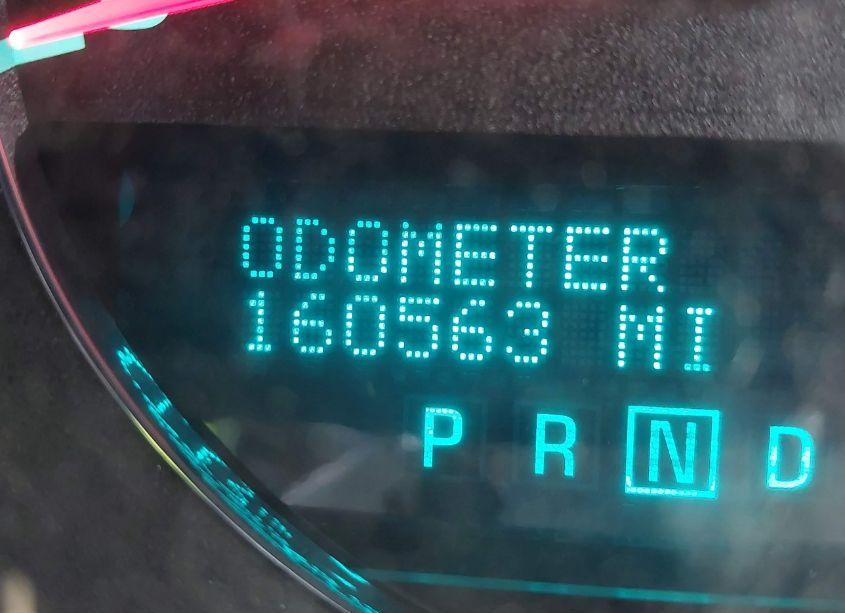 ODOMETER
160563 MI
P R N D